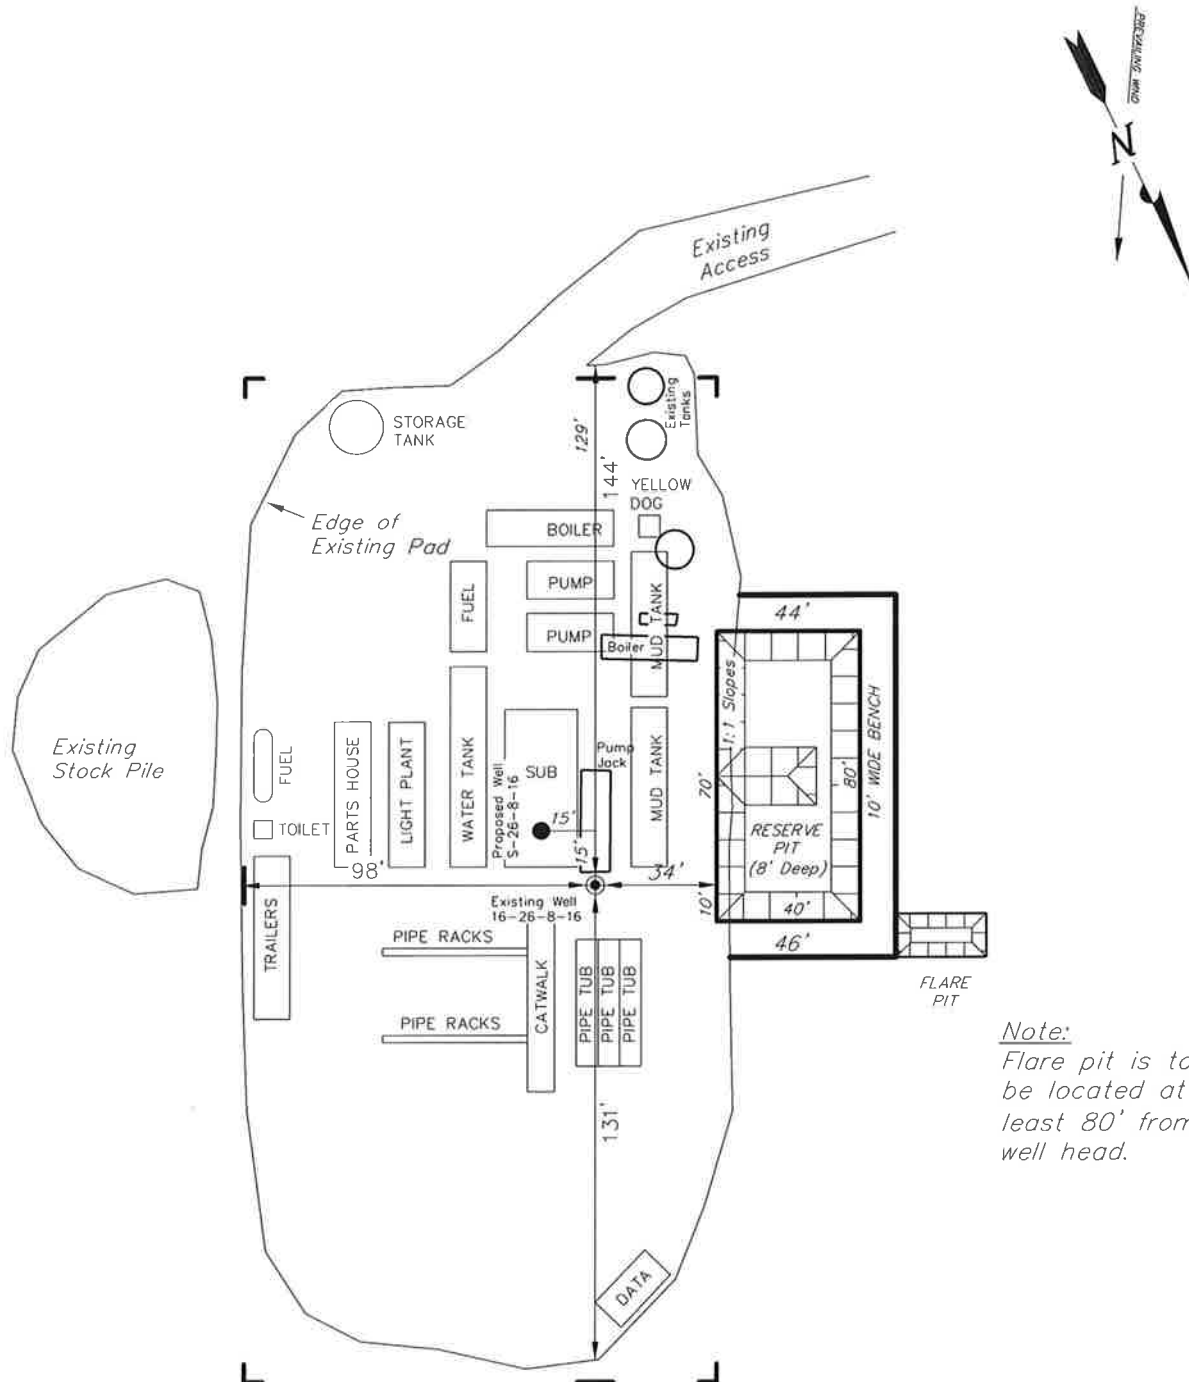 PREVAILING WIND
N
Existing
Access
STORAGE
TANK
Existing
Tanks
129'
144'
YELLOW
DOG
Edge of
Existing Pad
BOILER
PUMP
FUEL
MUD TANK
44'
PUMP
Boiler
1:1 Slopes
10' WIDE BENCH
Existing
Stock Pile
FUEL
PARTS HOUSE
LIGHT PLANT
WATER TANK
Proposed Well
S-26-8-16
SUB
Pump
Jack
MUD TANK
70'
80'
TOILET
15'
15'
RESERVE
PIT
(8' Deep)
98'
34'
10'
40'
TRAILERS
Existing Well
16-26-8-16
46'
PIPE RACKS
CATWALK
PIPE TUB
PIPE TUB
PIPE TUB
FLARE
PIT
PIPE RACKS
Note:
Flare pit is to
be located at
least 80' from
well head.
131'
DATA